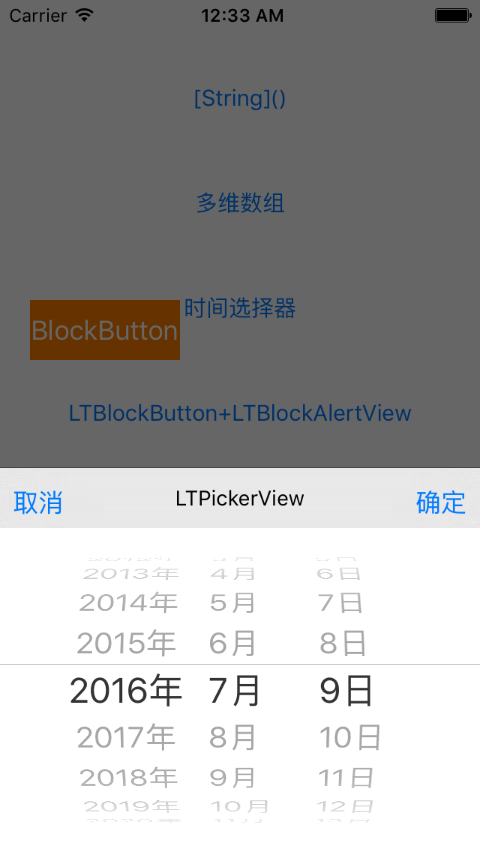 Carrier 12:33 AM
[String]()
多维数组
时间选择器
BlockButton
LTBlockButton+LTBlockAlertView
取消 LTPickerView 确定
2013年 4月 6日
2014年 5月 7日
2015年 6月 8日
2016年 7月 9日
2017年 8月 10日
2018年 9月 11日
2019年 10月 12日